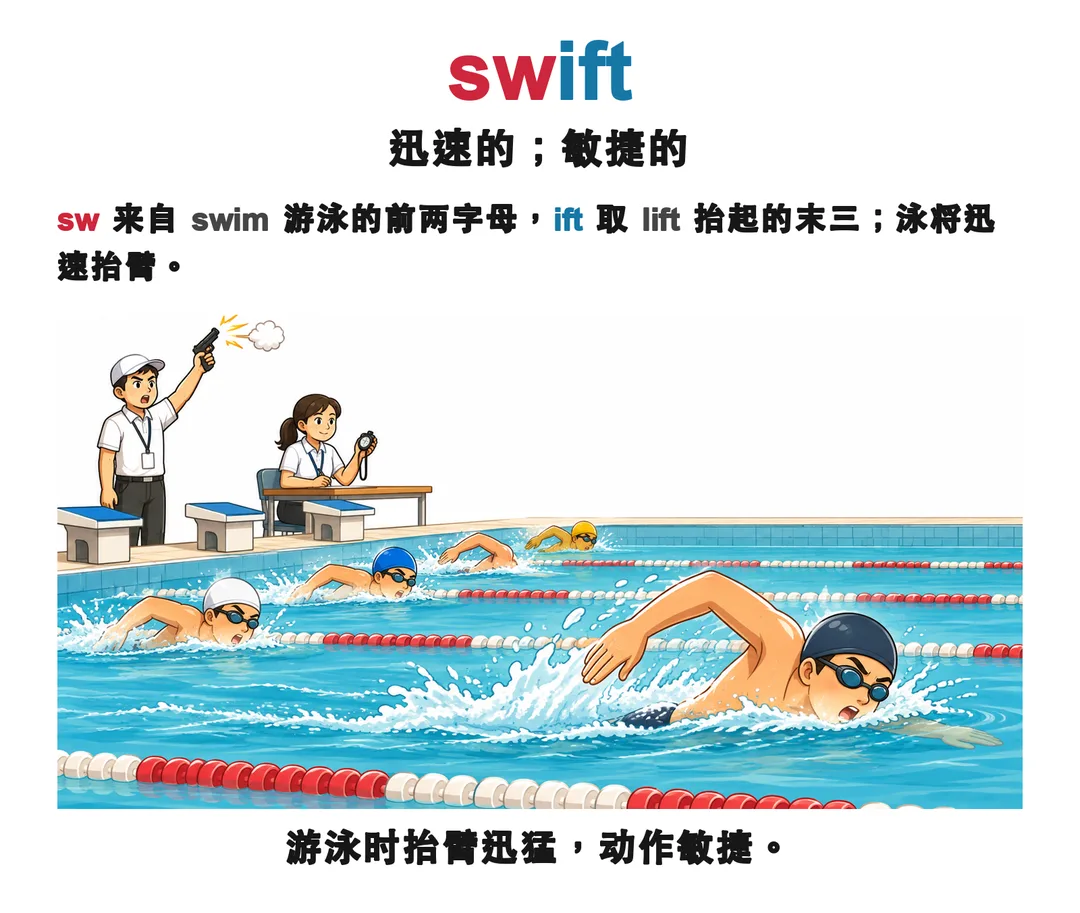 swift
迅速的；敏捷的
sw 来自 swim 游泳的前两字母，ift 取 lift 抬起的末三；泳将迅
速抬臂。
游泳时抬臂迅猛，动作敏捷。